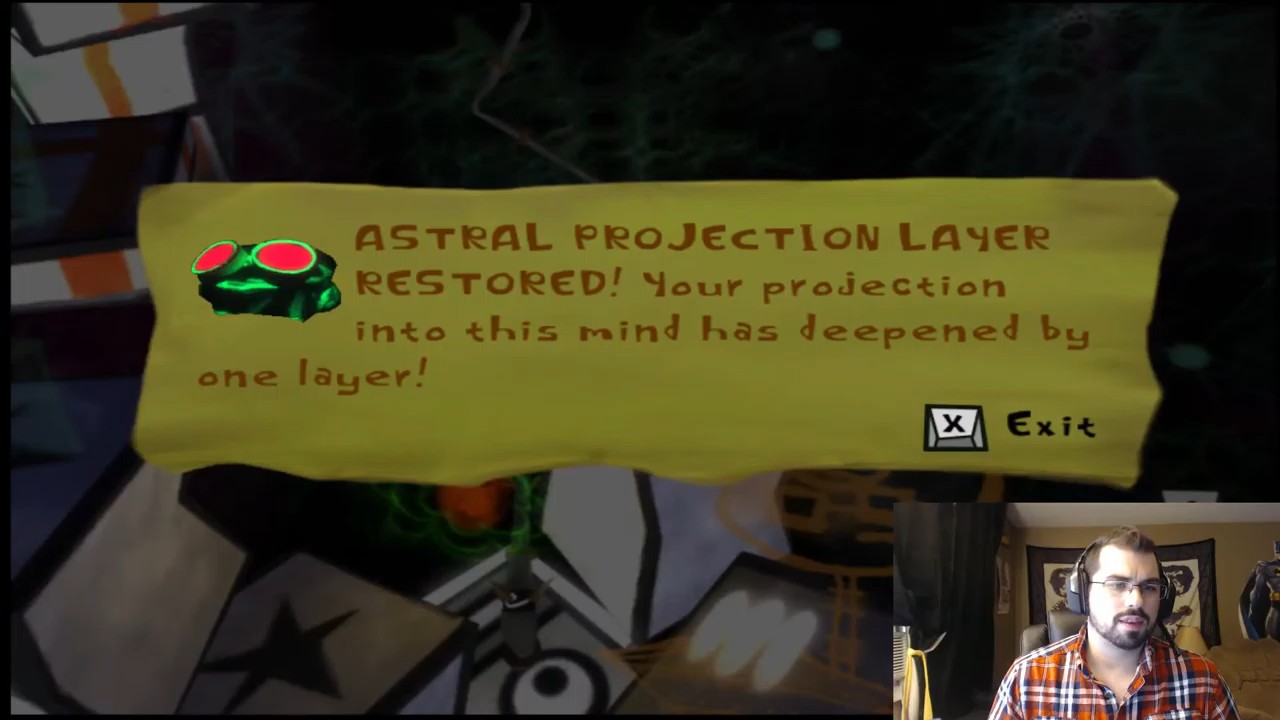 ASTRAL PROJECTION LAYER
RESTORED! Your projection
into this mind has deepened by
one layer!
X Exit